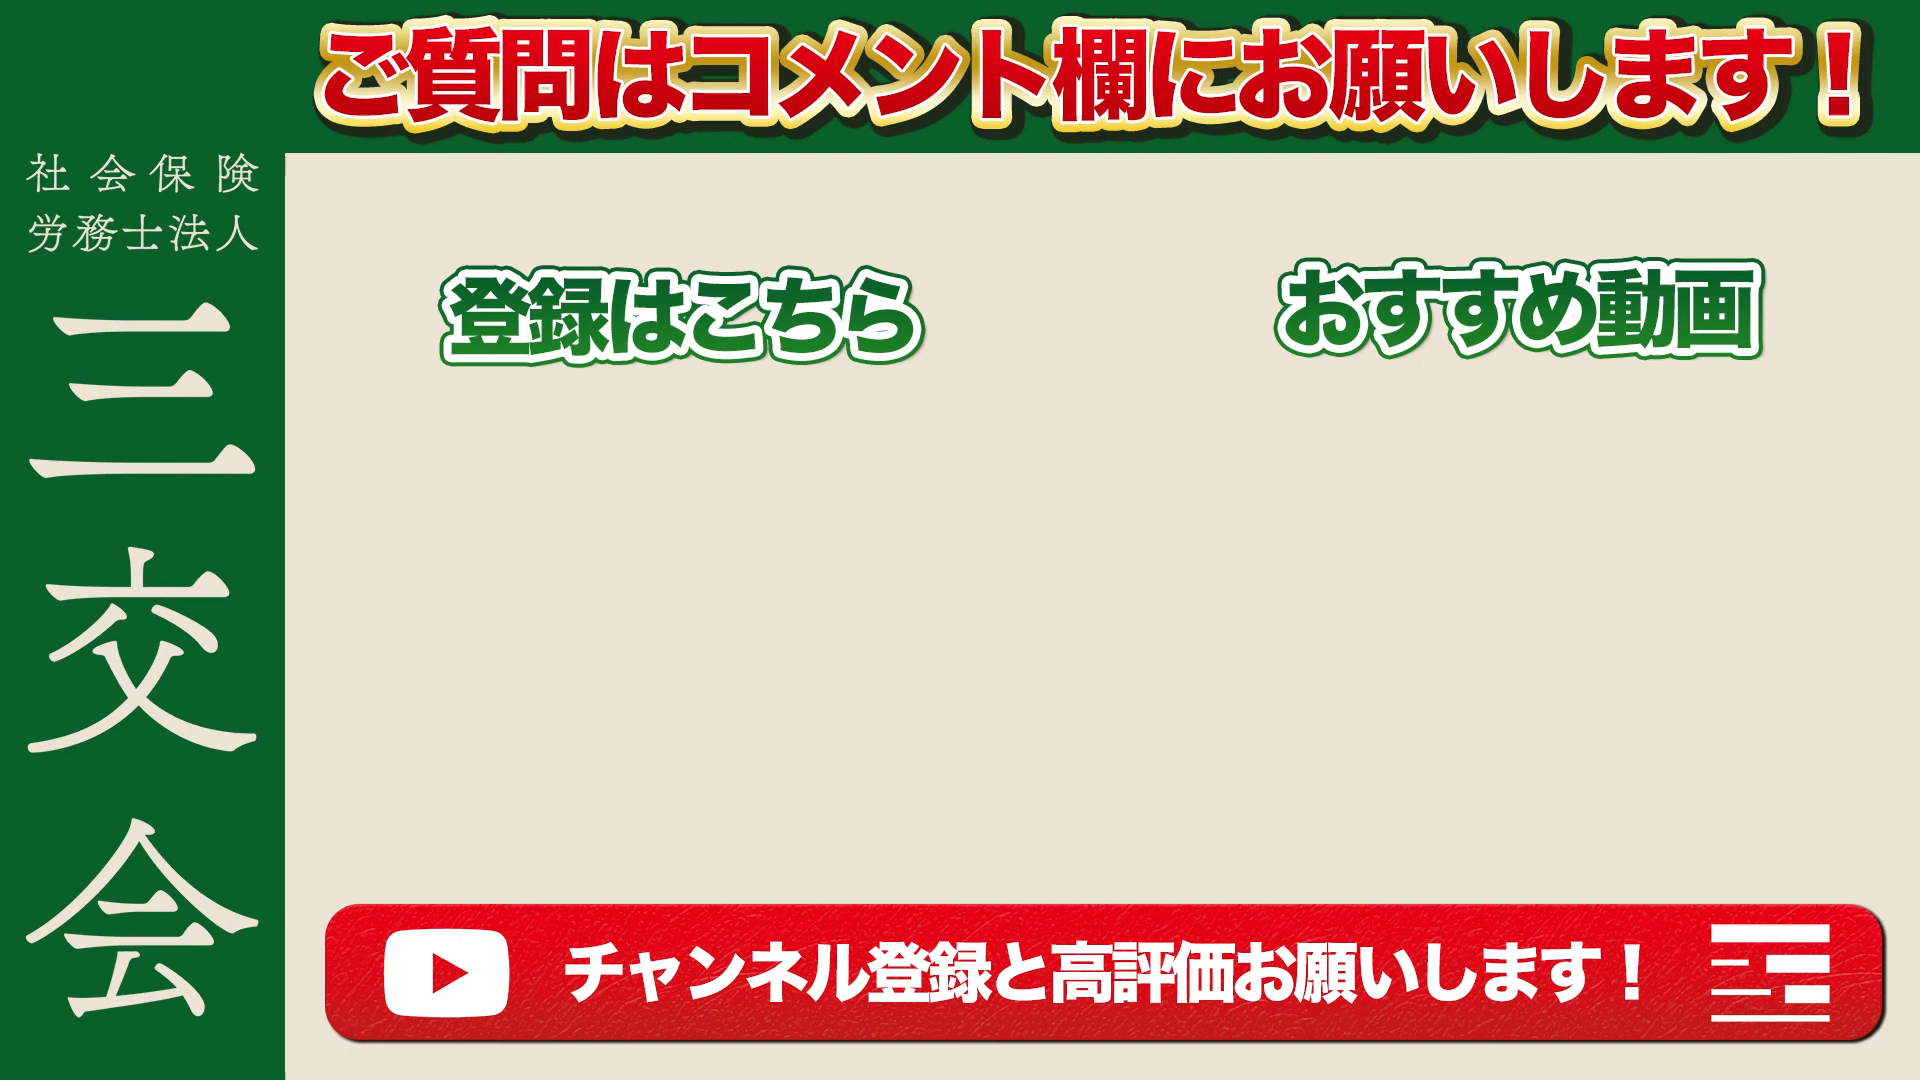 ご質問はコメント欄にお願いします！
社会保険
労務士法人
三交会
登録はこちら
おすすめ動画
チャンネル登録と高評価お願いします！